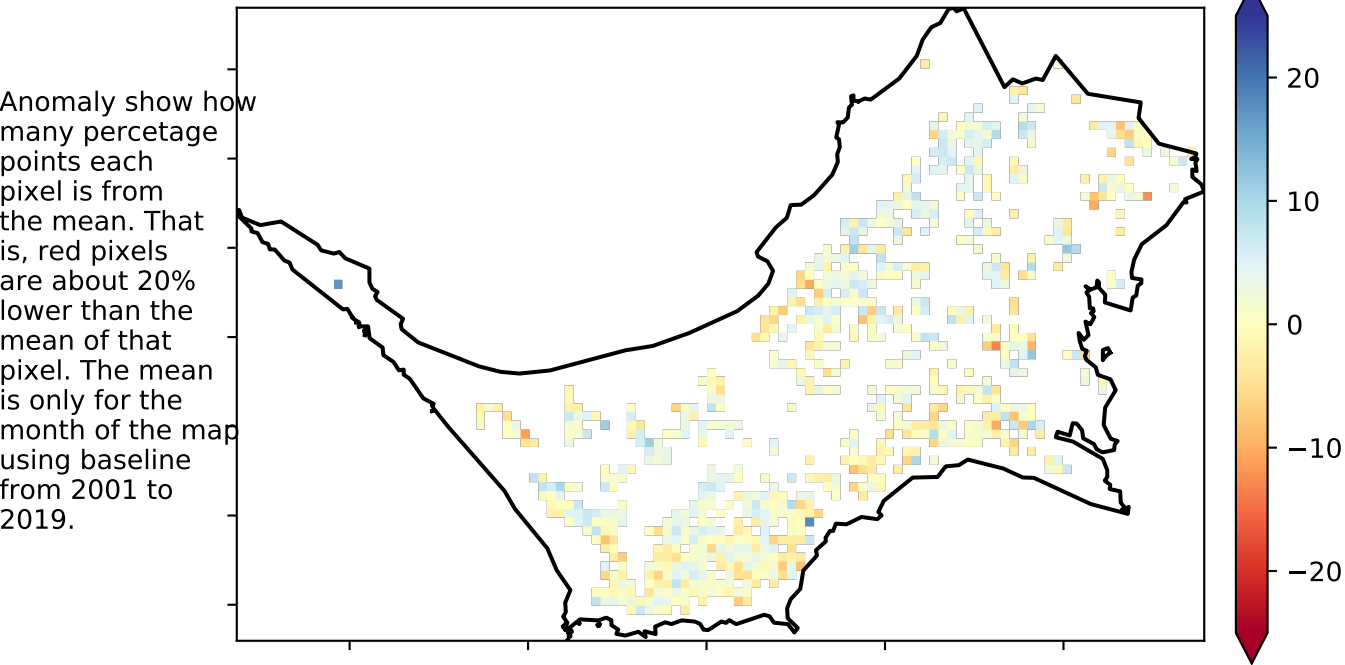 Anomaly show how
many percetage
points each
pixel is from
the mean. That
is, red pixels
are about 20%
lower than the
mean of that
pixel. The mean
is only for the
month of the map
using baseline
from 2001 to
2019.
20
10
0
−10
−20